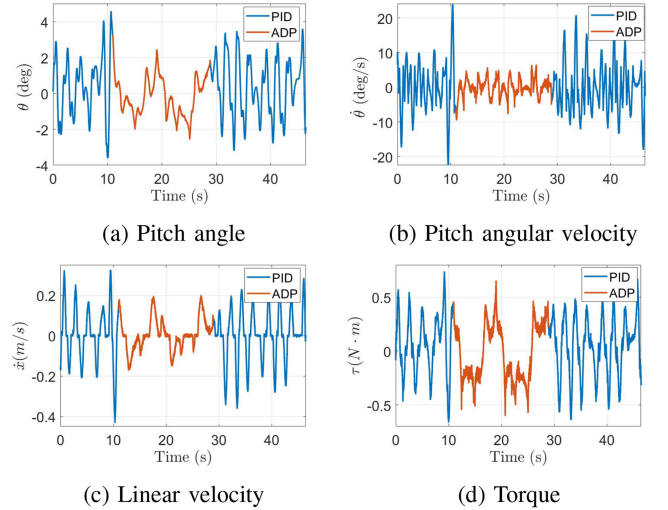 4
2
0
-2
-4
θ (deg)
PID
ADP
0 10 20 30 40
Time (s)
(a) Pitch angle
20
10
0
-10
-20
θ̇ (deg/s)
PID
ADP
0 10 20 30 40
Time (s)
(b) Pitch angular velocity
0.2
0
-0.2
-0.4
ẋ(m/s)
PID
ADP
0 10 20 30 40
Time (s)
(c) Linear velocity
0.5
0
-0.5
τ(N · m)
PID
ADP
0 10 20 30 40
Time (s)
(d) Torque